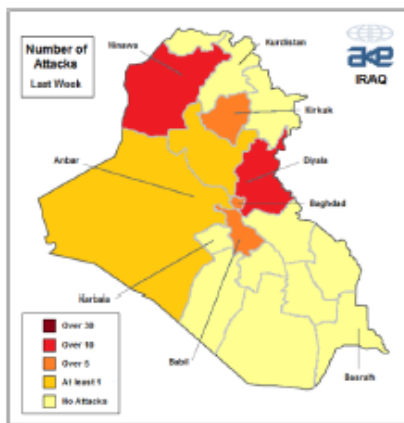 Number of
Attacks
Last Week
Ninawa
Kurdistan
ake
IRAQ
Kirkuk
Anbar
Diyala
Baghdad
Karbala
Over 30
Over 10
Over 5
At least 1
No Attacks
Babil
Basrah